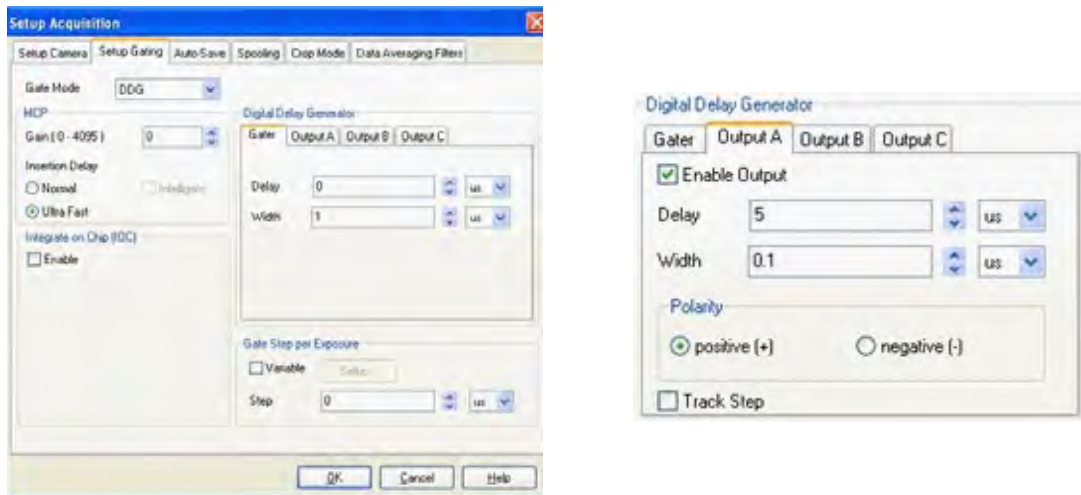 Setup Acquisition
Setup Camera Setup Gating Auto-Save Spooling Crop Mode Data Averaging Filters
Gate Mode DDG
MCP
Gain ( 0 - 4095 ) 0
Insertion Delay
Normal Intelligate
Ultra Fast
Integrate on Chip (IOC)
Enable
Digital Delay Generator
Gater Output A Output B Output C
Delay 0 us
Width 1 us
Gate Step per Exposure
Variable Setup
Step 0 us
OK Cancel Help
Digital Delay Generator
Gater Output A Output B Output C
Enable Output
Delay 5 us
Width 0.1 us
Polarity
positive (+) negative (-)
Track Step